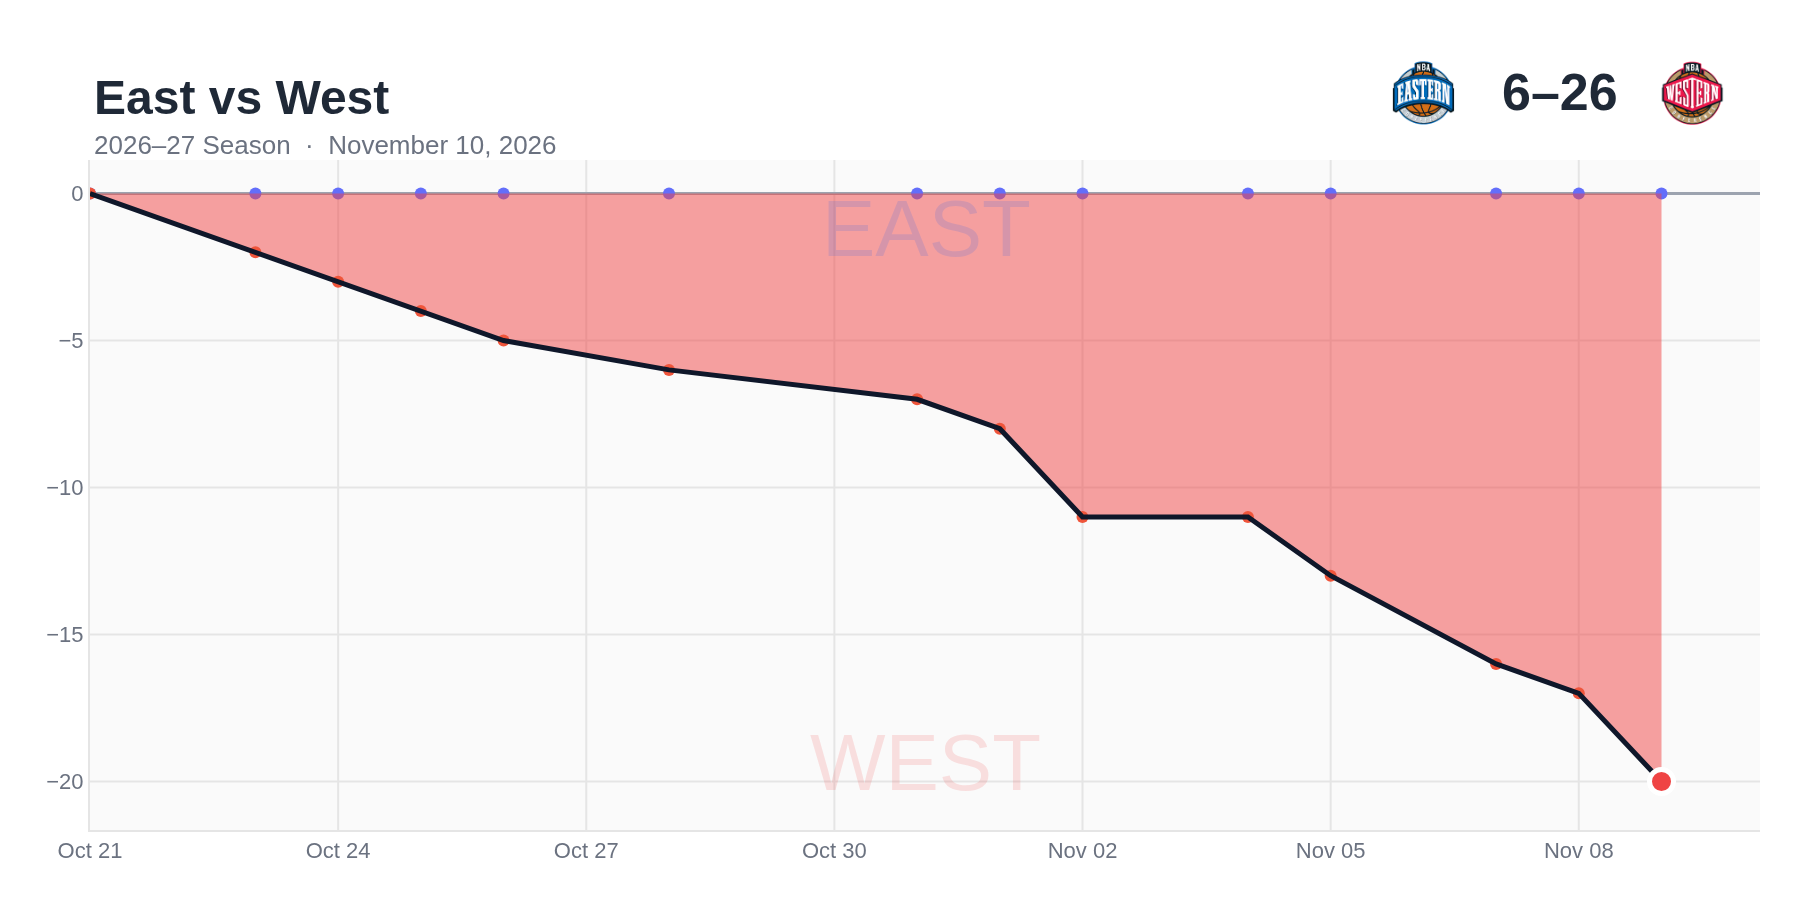 East vs West
2026–27 Season · November 10, 2026
NBA
EASTERN
6–26
NBA
WESTERN
0
−5
−10
−15
−20
EAST
WEST
Oct 21
Oct 24
Oct 27
Oct 30
Nov 02
Nov 05
Nov 08